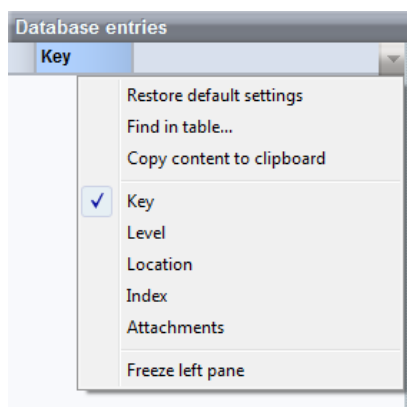 Database entries
Key
Restore default settings
Find in table...
Copy content to clipboard
Key
Level
Location
Index
Attachments
Freeze left pane